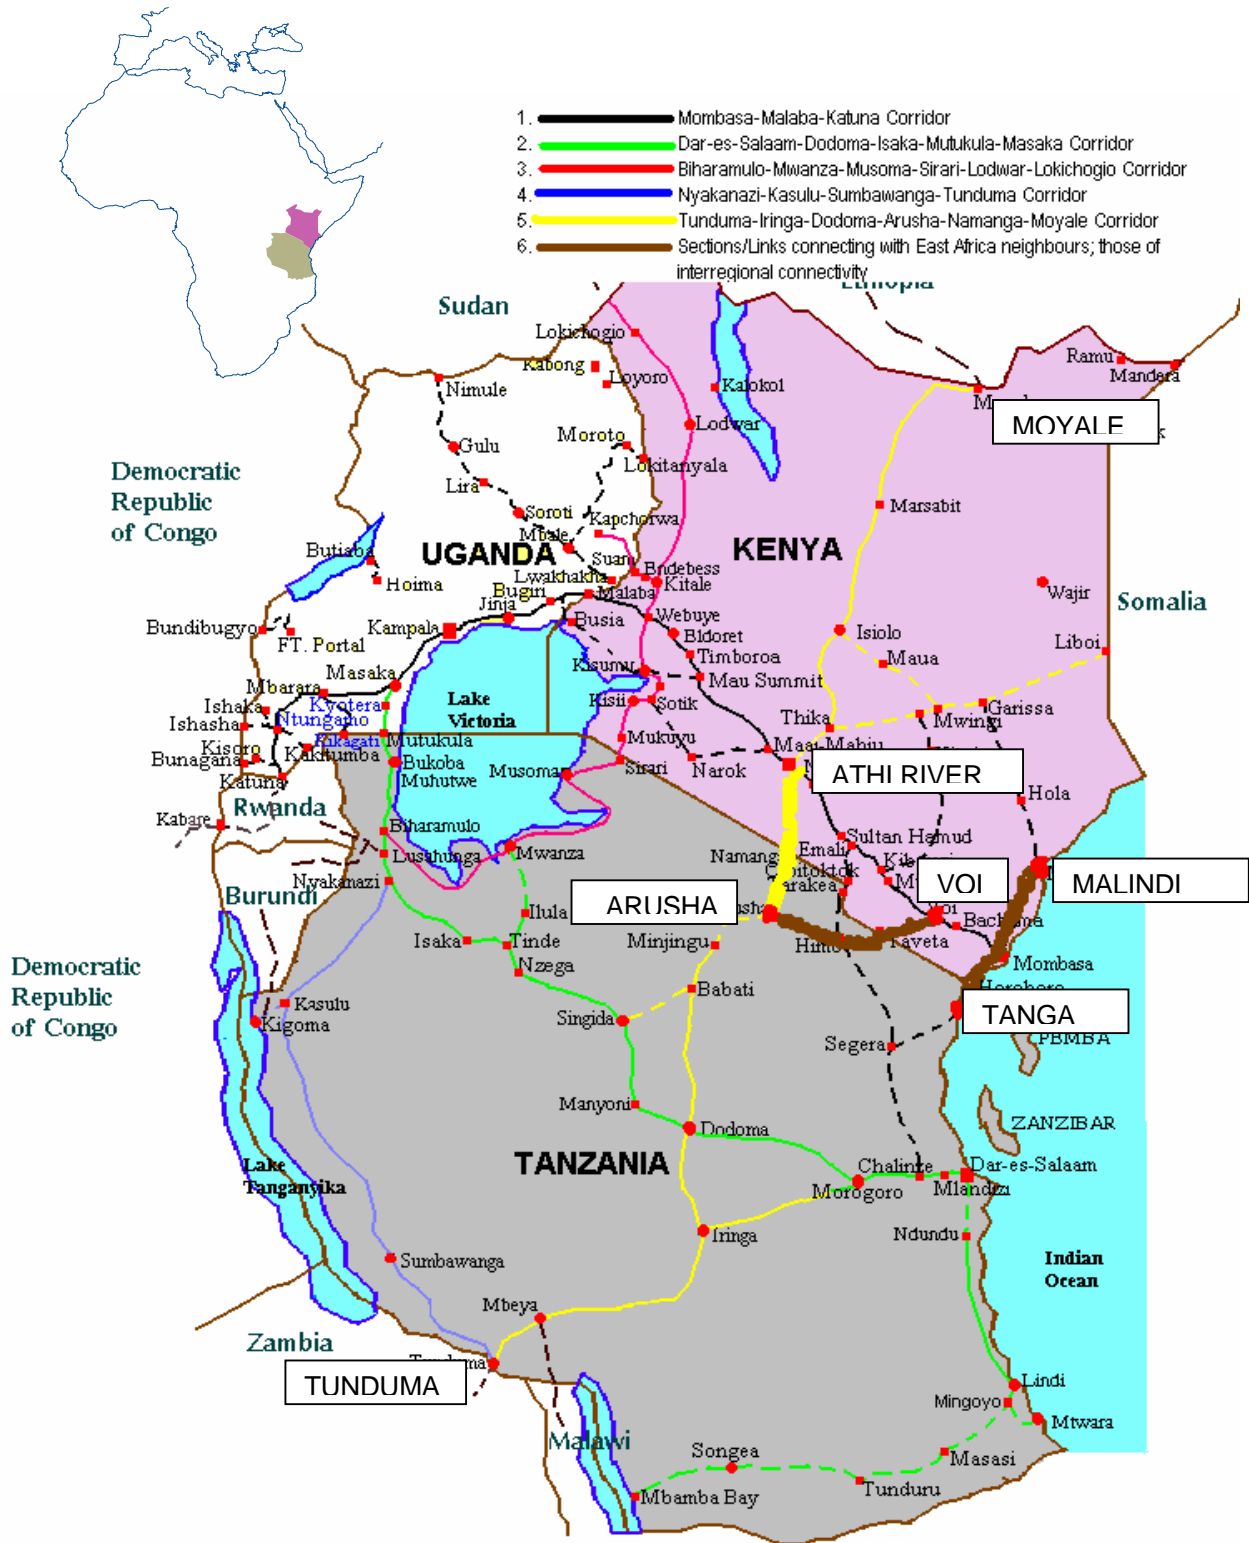 1. Mombasa-Malaba-Katuna Corridor
2. Dar-es-Salaam-Dodoma-Isaka-Mutukula-Masaka Corridor
3. Biharamulo-Mwanza-Musoma-Sirari-Lodwar-Lokichogio Corridor
4. Nyakanazi-Kasulu-Sumbawanga-Tunduma Corridor
5. Tunduma-Iringa-Dodoma-Arusha-Namanga-Moyale Corridor
6. Sections/Links connecting with East Africa neighbours; those of
interregional connectivity
Ethiopia
Sudan
Lokichogio
Ramu
Mandera
Kabong
Loyoro
Kalokol
Nimule
MOYALE
Lodwar
Moroto
Gulu
Lokitanyala
Democratic
Republic
of Congo
Lira
Marsabit
Soroti
Kapchorwa
Mbale
UGANDA
KENYA
Butiaba
Suam
Endebess
Hoima
Lwakhakha
Kitale
Wajir
Bugiri
Malaba
Somalia
Jinja
Busia
Webuye
Bundibugyo
Kampala
Eldoret
Isiolo
FT. Portal
Liboi
Timboroa
Maua
Masaka
Kisumu
Mau Summit
Mbarara
Lake
Victoria
Kisii
Sotik
Garissa
Ishaka
Kyotera
Mwingi
Ishasha
Ntungamo
Thika
Kikagati
Mutukula
Mukuyu
Maai-Mahiu
Kisoro
Kakitumba
Bunagana
Bukoba
Musoma
Sirari
Narok
ATHI RIVER
Katuna
Muhutwe
Rwanda
Hola
Kabare
Biharamulo
Sultan Hamud
Emali
Lusahunga
Mwanza
Namanga
Nyakanazi
VOI
MALINDI
Burundi
ARUSHA
Ilula
Bachuma
Isaka
Tinde
Minjingu
Himo
Taveta
Nzega
Mombasa
Democratic
Republic
of Congo
Babati
Horohoro
Kasulu
TANGA
Kigoma
Singida
PEMBA
Segera
Manyoni
ZANZIBAR
Dodoma
TANZANIA
Chalinze
Dar-es-Salaam
Lake
Tanganyika
Morogoro
Mlandizi
Iringa
Ndundu
Sumbawanga
Indian
Ocean
Mbeya
Zambia
Tunduma
TUNDUMA
Lindi
Mingoyo
Mtwara
Malawi
Songea
Masasi
Mbamba Bay
Tunduru